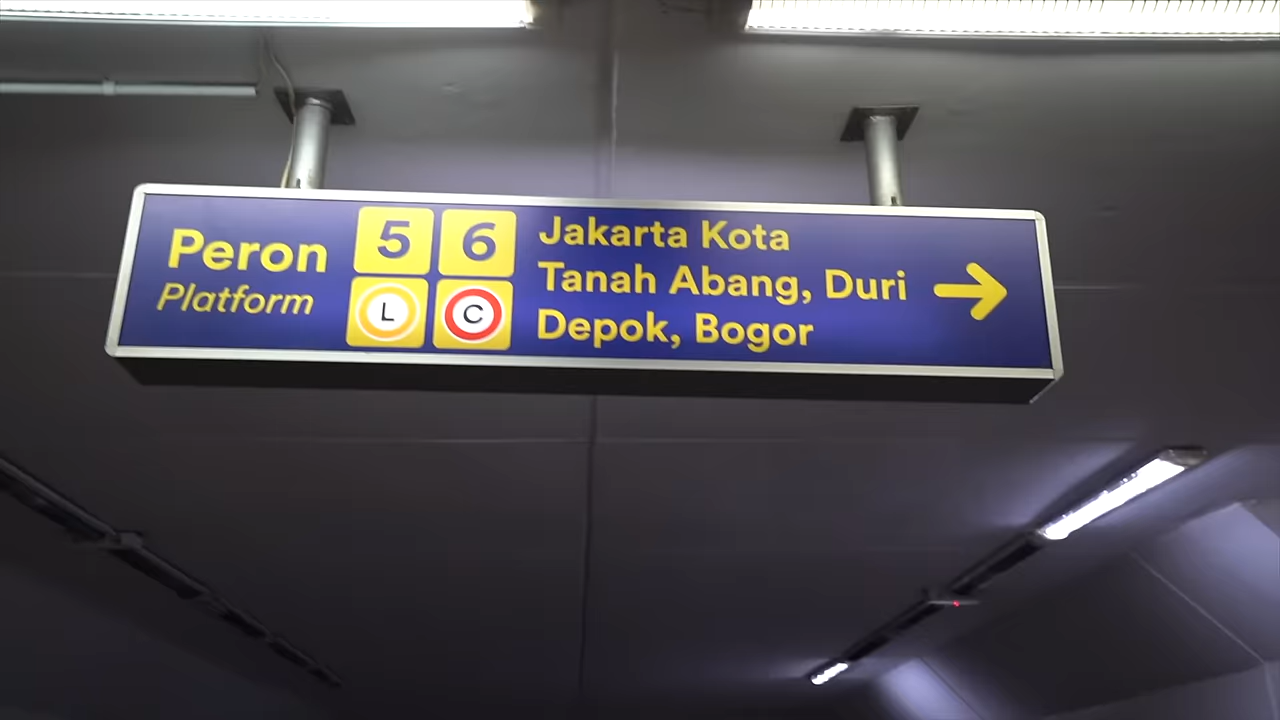 Peron
Platform
5 6
L C
Jakarta Kota
Tanah Abang, Duri
Depok, Bogor